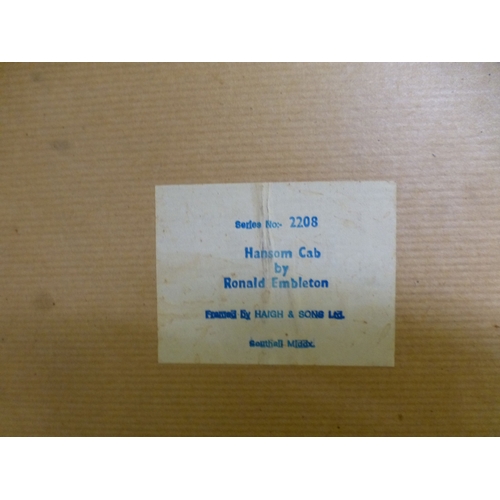 Series No:- 2208
Hansom Cab
by
Ronald Embleton
Framed by HAIGH & SONS Ltd.
Southall Middx.